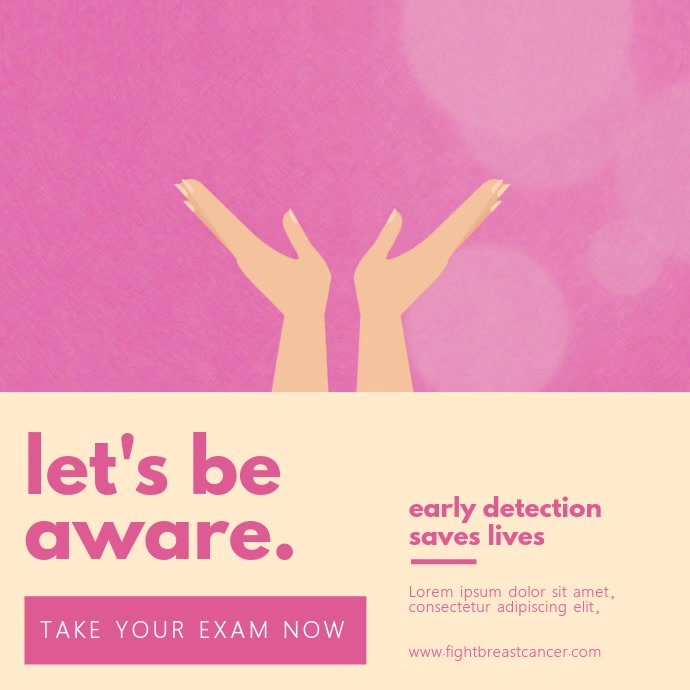 let's be
aware.
TAKE YOUR EXAM NOW
early detection
saves lives
Lorem ipsum dolor sit amet,
consectetur adipiscing elit,
www.fightbreastcancer.com